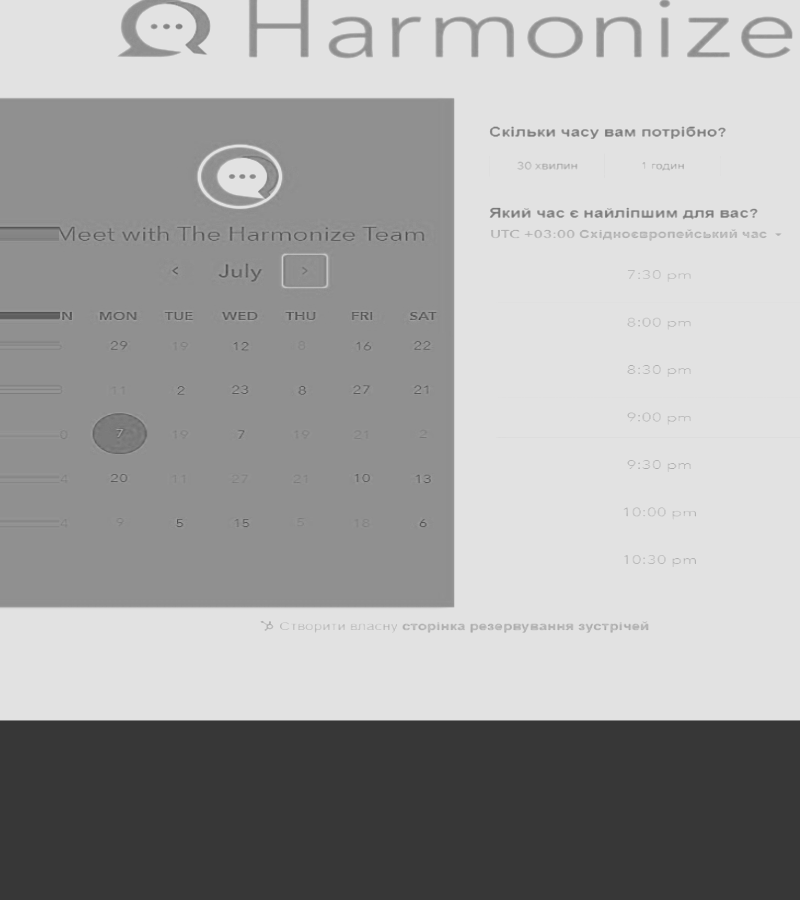 Harmonize
Meet with The Harmonize Team
< July >
N MON TUE WED THU FRI SAT
29 19 12 8 16 22
11 2 23 8 27 21
0 7 19 7 19 21 2
4 20 11 27 21 10 13
4 9 5 15 5 18 6
Скільки часу вам потрібно?
30 хвилин 1 годин
Який час є найліпшим для вас?
UTC +03:00 Східноєвропейський час
7:30 pm
8:00 pm
8:30 pm
9:00 pm
9:30 pm
10:00 pm
10:30 pm
Створити власну сторінка резервування зустрічей